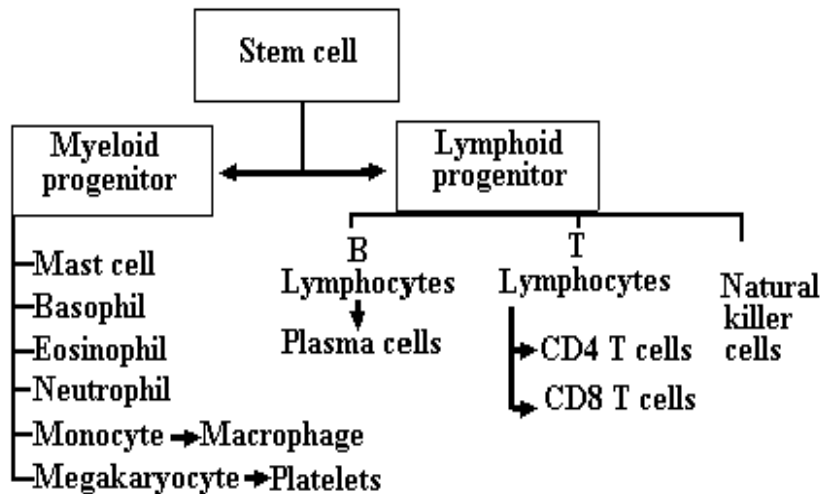 Stem cell
Myeloid
progenitor
Lymphoid
progenitor
Mast cell
Basophil
Eosinophil
Neutrophil
Monocyte
Macrophage
Megakaryocyte
Platelets
B
Lymphocytes
Plasma cells
T
Lymphocytes
CD4 T cells
CD8 T cells
Natural
killer
cells